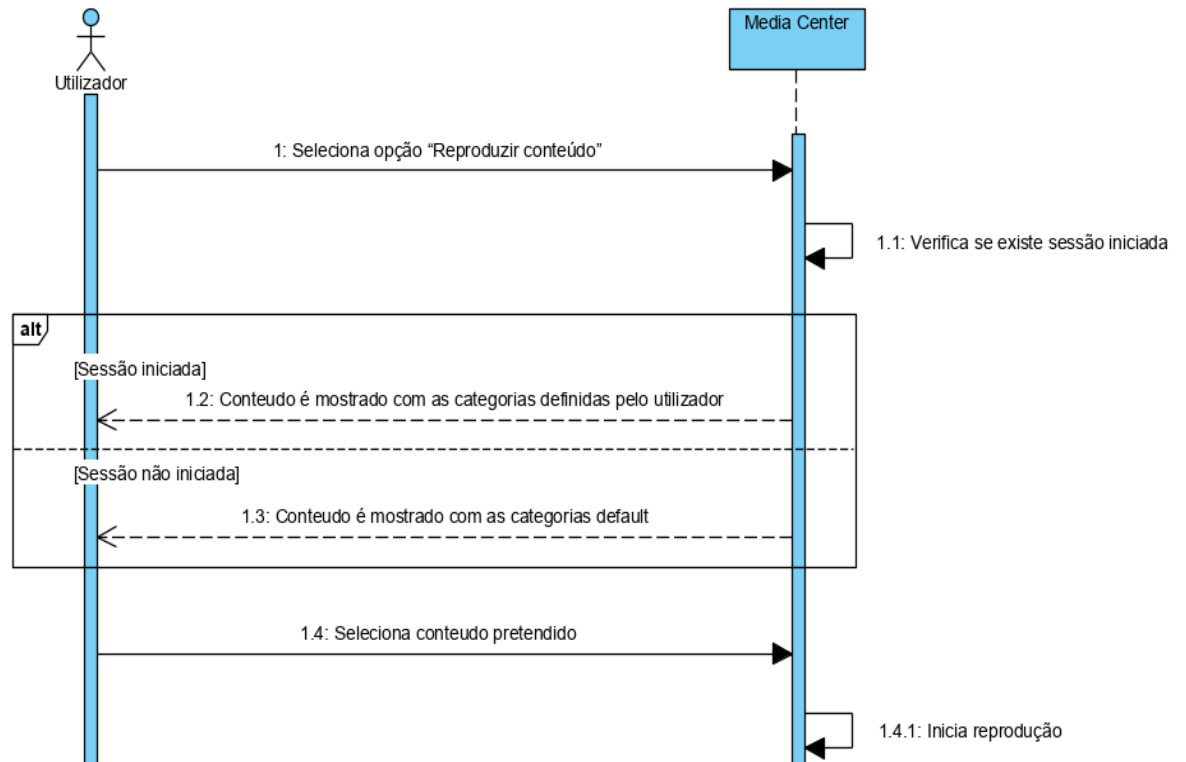 Media Center
Utilizador
1: Seleciona opção “Reproduzir conteúdo”
1.1: Verifica se existe sessão iniciada
alt
[Sessão iniciada]
1.2: Conteudo é mostrado com as categorias definidas pelo utilizador
[Sessão não iniciada]
1.3: Conteudo é mostrado com as categorias default
1.4: Seleciona conteudo pretendido
1.4.1: Inicia reprodução